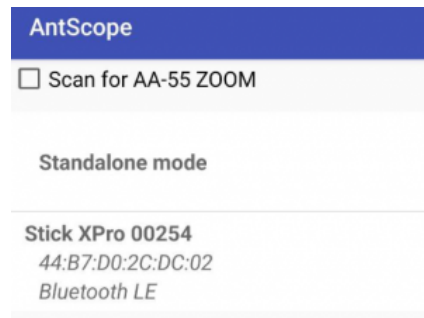 AntScope
Scan for AA-55 ZOOM
Standalone mode
Stick XPro 00254
44:B7:D0:2C:DC:02
Bluetooth LE